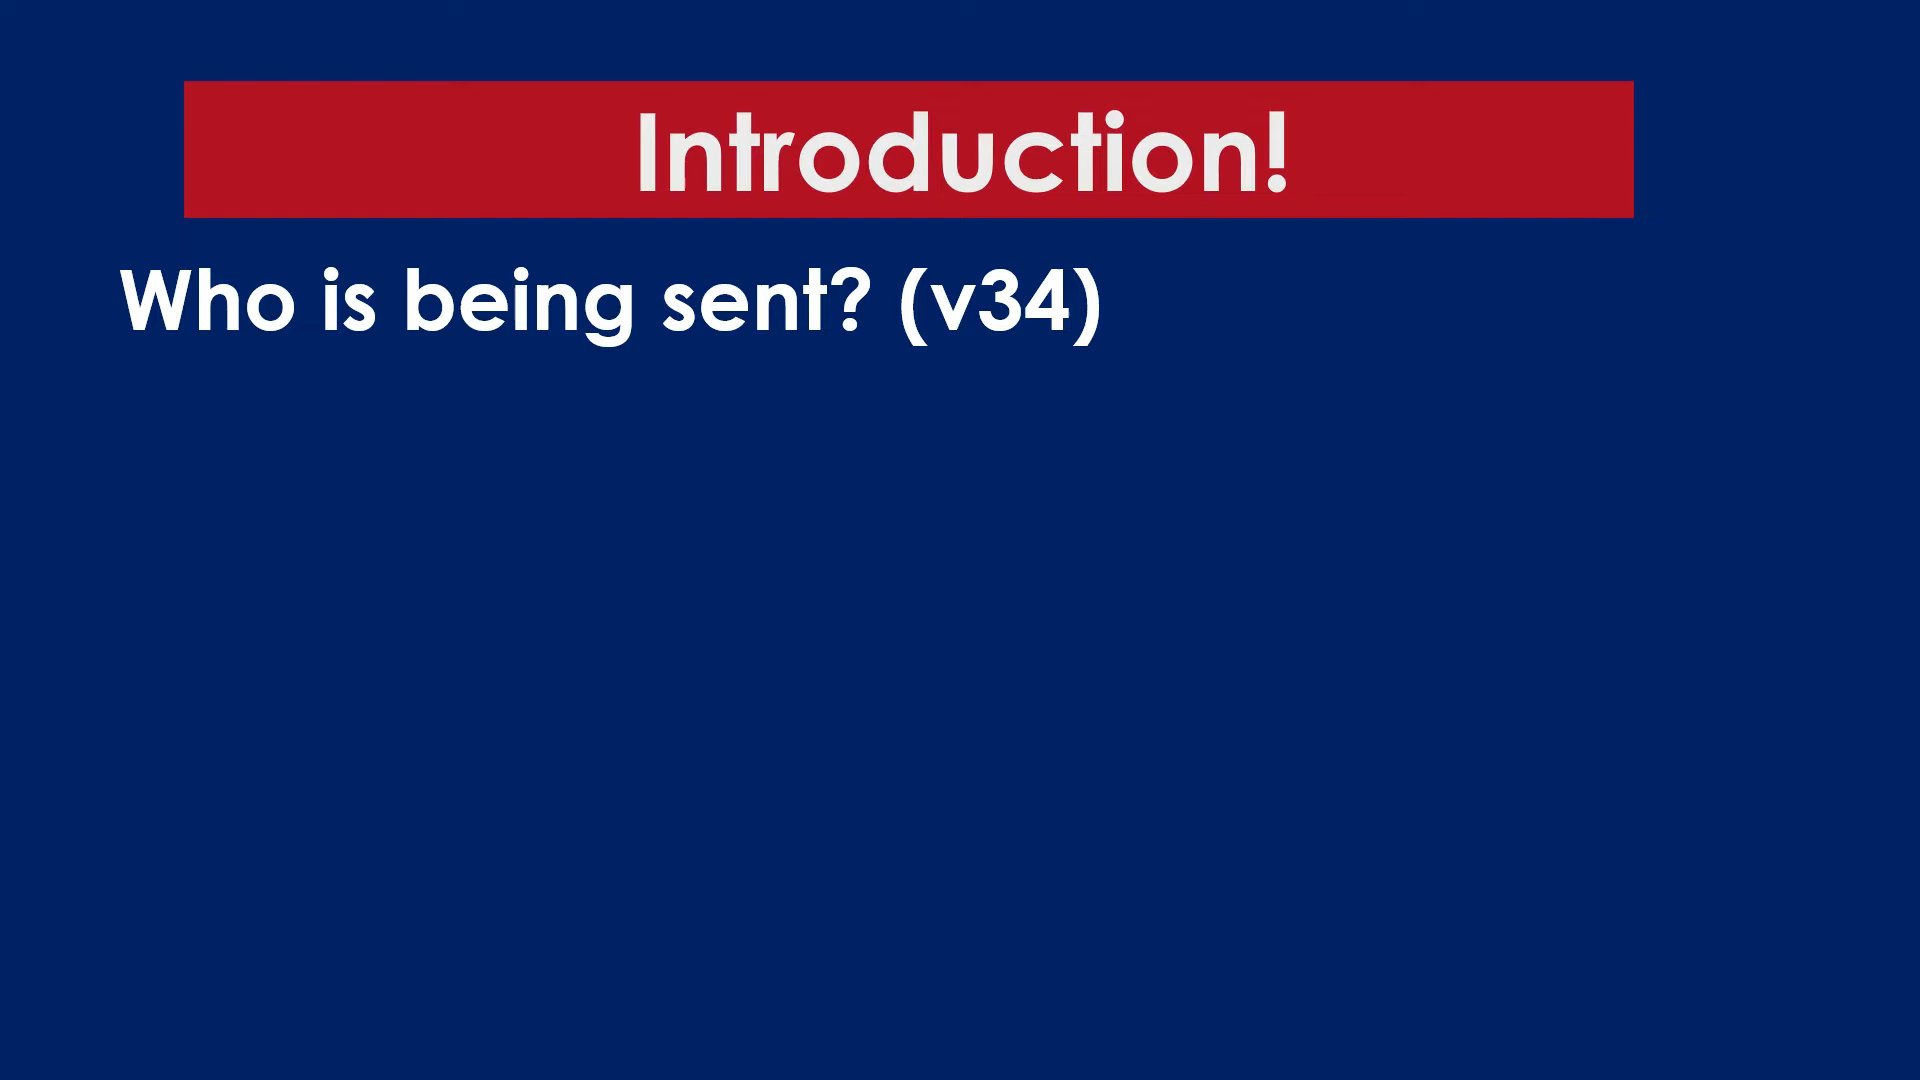 Introduction!
Who is being sent? (v34)